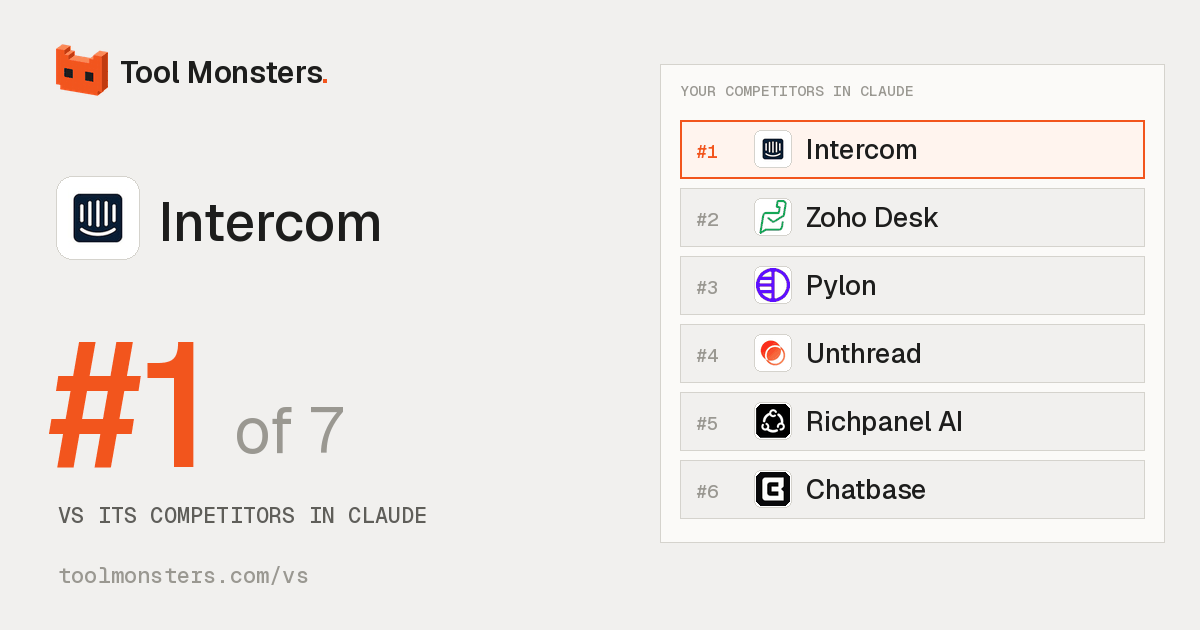 Tool Monsters.
Intercom
#1 of 7
VS ITS COMPETITORS IN CLAUDE
toolmonsters.com/vs
YOUR COMPETITORS IN CLAUDE
#1 Intercom
#2 Zoho Desk
#3 Pylon
#4 Unthread
#5 Richpanel AI
#6 Chatbase